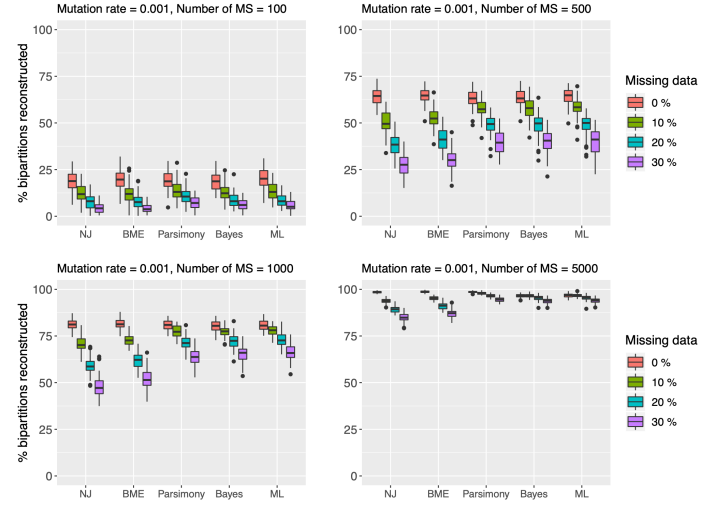 Mutation rate = 0.001, Number of MS = 100
Mutation rate = 0.001, Number of MS = 500
% bipartitions reconstructed
100
75
50
25
0
NJ BME Parsimony Bayes ML
100
75
50
25
0
NJ BME Parsimony Bayes ML
Missing data
0 %
10 %
20 %
30 %
Mutation rate = 0.001, Number of MS = 1000
Mutation rate = 0.001, Number of MS = 5000
% bipartitions reconstructed
100
75
50
25
0
NJ BME Parsimony Bayes ML
100
75
50
25
0
NJ BME Parsimony Bayes ML
Missing data
0 %
10 %
20 %
30 %